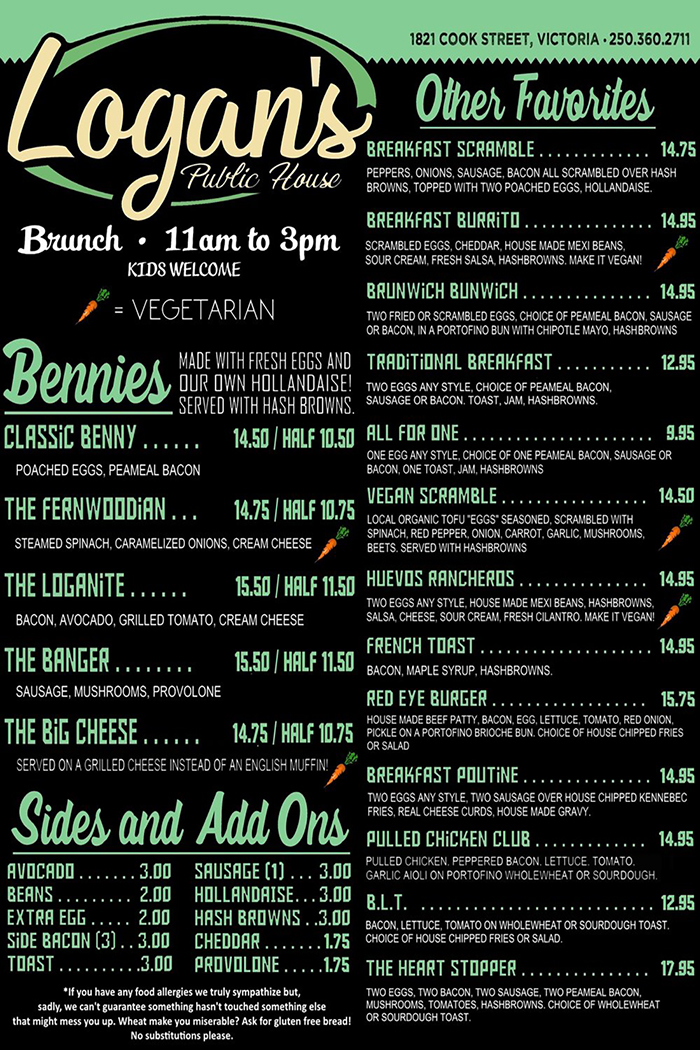 1821 COOK STREET, VICTORIA • 250.360.2711
Logan's
Public House
Brunch • 11am to 3pm
KIDS WELCOME
= VEGETARIAN
Bennies
MADE WITH FRESH EGGS AND
OUR OWN HOLLANDAISE!
SERVED WITH HASH BROWNS.
CLASSIC BENNY ...... 14.50 / HALF 10.50
POACHED EGGS, PEAMEAL BACON
THE FERNWOODIAN ... 14.75 / HALF 10.75
STEAMED SPINACH, CARAMELIZED ONIONS, CREAM CHEESE
THE LOGANITE ...... 15.50 / HALF 11.50
BACON, AVOCADO, GRILLED TOMATO, CREAM CHEESE
THE BANGER ........ 15.50 / HALF 11.50
SAUSAGE, MUSHROOMS, PROVOLONE
THE BIG CHEESE ...... 14.75 / HALF 10.75
SERVED ON A GRILLED CHEESE INSTEAD OF AN ENGLISH MUFFIN!
Sides and Add Ons
AVOCADO ....... 3.00
BEANS .......... 2.00
EXTRA EGG ..... 2.00
SIDE BACON (3) .. 3.00
TOAST ..........3.00
SAUSAGE (1) ... 3.00
HOLLANDAISE... 3.00
HASH BROWNS ..3.00
CHEDDAR .......1.75
PROVOLONE .....1.75
*If you have any food allergies we truly sympathize but,
sadly, we can't guarantee something hasn't touched something else
that might mess you up. Wheat make you miserable? Ask for gluten free bread!
No substitutions please.
Other Favorites
BREAKFAST SCRAMBLE ............. 14.75
PEPPERS, ONIONS, SAUSAGE, BACON ALL SCRAMBLED OVER HASH
BROWNS, TOPPED WITH TWO POACHED EGGS, HOLLANDAISE.
BREAKFAST BURRITO ............... 14.95
SCRAMBLED EGGS, CHEDDAR, HOUSE MADE MEXI BEANS,
SOUR CREAM, FRESH SALSA, HASHBROWNS. MAKE IT VEGAN!
BRUNWICH BUNWICH ............... 14.95
TWO FRIED OR SCRAMBLED EGGS, CHOICE OF PEAMEAL BACON, SAUSAGE
OR BACON, IN A PORTOFINO BUN WITH CHIPOTLE MAYO, HASHBROWNS
TRADITIONAL BREAKFAST ........... 12.95
TWO EGGS ANY STYLE, CHOICE OF PEAMEAL BACON,
SAUSAGE OR BACON. TOAST, JAM, HASHBROWNS.
ALL FOR ONE ...................... 9.95
ONE EGG ANY STYLE, CHOICE OF ONE PEAMEAL BACON, SAUSAGE OR
BACON, ONE TOAST, JAM, HASHBROWNS
VEGAN SCRAMBLE ................. 14.50
LOCAL ORGANIC TOFU "EGGS" SEASONED, SCRAMBLED WITH
SPINACH, RED PEPPER, ONION, CARROT, GARLIC, MUSHROOMS,
BEETS. SERVED WITH HASHBROWNS
HUEVOS RANCHEROS ............... 14.95
TWO EGGS ANY STYLE, HOUSE MADE MEXI BEANS, HASHBROWNS,
SALSA, CHEESE, SOUR CREAM, FRESH CILANTRO. MAKE IT VEGAN!
FRENCH TOAST .................... 14.95
BACON, MAPLE SYRUP, HASHBROWNS.
RED EYE BURGER .................. 15.75
HOUSE MADE BEEF PATTY, BACON, EGG, LETTUCE, TOMATO, RED ONION,
PICKLE ON A PORTOFINO BRIOCHE BUN. CHOICE OF HOUSE CHIPPED FRIES
OR SALAD
BREAKFAST POUTINE ............... 14.95
TWO EGGS ANY STYLE, TWO SAUSAGE OVER HOUSE CHIPPED KENNEBEC
FRIES, REAL CHEESE CURDS, HOUSE MADE GRAVY.
PULLED CHICKEN CLUB .............. 14.95
PULLED CHICKEN. PEPPERED BACON. LETTUCE. TOMATO.
GARLIC AIOLI ON PORTOFINO WHOLEWHEAT OR SOURDOUGH.
B.L.T. .......................... 12.95
BACON, LETTUCE, TOMATO ON WHOLEWHEAT OR SOURDOUGH TOAST.
CHOICE OF HOUSE CHIPPED FRIES OR SALAD.
THE HEART STOPPER ............... 17.95
TWO EGGS, TWO BACON, TWO SAUSAGE, TWO PEAMEAL BACON,
MUSHROOMS, TOMATOES, HASHBROWNS. CHOICE OF WHOLEWHEAT
OR SOURDOUGH TOAST.